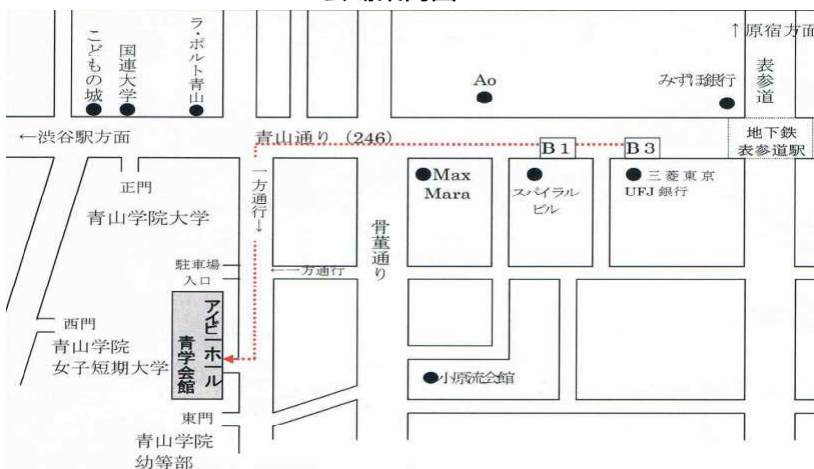 ↑原宿方面
こどもの城
国連大学
ラ・ポルト青山
Ao
みずほ銀行
表参道
←渋谷駅方面
青山通り (246)
B1
B3
地下鉄
表参道駅
正門
青山学院大学
一方通行↓
骨董通り
Max
Mara
スパイラル
ビル
三菱東京
UFJ 銀行
駐車場
入口
←一方通行
西門
青山学院
女子短期大学
アイビーホール
青学会館
小原流会館
東門
青山学院
幼等部